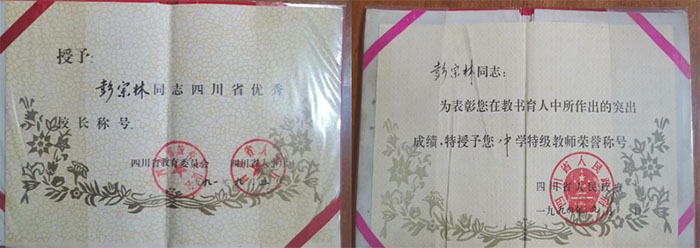 授予:
彭宗林同志四川省优秀
校长称号。
四川省教育委员会
彭宗林同志:
为表彰您在教书育人中所作出的突出
成绩,特授予您 中学特级教师荣誉称号
四川省人民政府